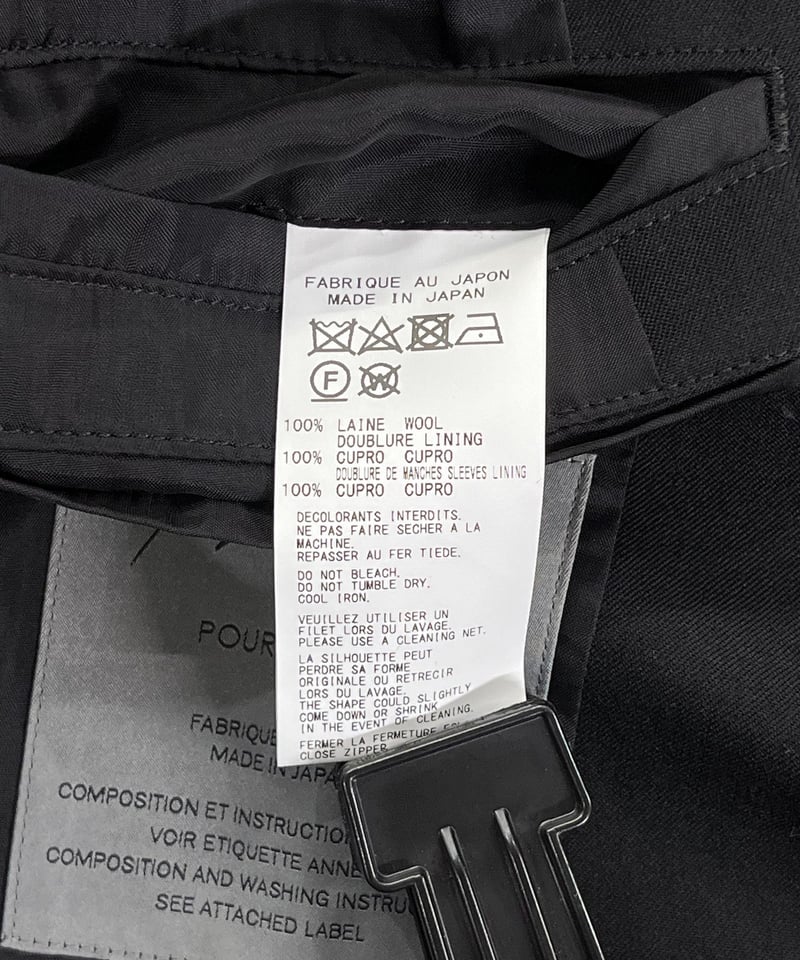 FABRIQUE AU JAPON
MADE IN JAPAN
F W
100% LAINE WOOL
DOUBLURE LINING
100% CUPRO CUPRO
DOUBLURE DE MANCHES SLEEVES LINING
100% CUPRO CUPRO
DECOLORANTS INTERDITS.
NE PAS FAIRE SECHER A LA
MACHINE.
REPASSER AU FER TIEDE.
DO NOT BLEACH.
DO NOT TUMBLE DRY.
COOL IRON.
VEUILLEZ UTILISER UN
FILET LORS DU LAVAGE.
PLEASE USE A CLEANING NET.
LA SILHOUETTE PEUT
PERDRE SA FORME
ORIGINALE OU RETRECIR
LORS DU LAVAGE.
THE SHAPE COULD SLIGHTLY
COME DOWN OR SHRINK
IN THE EVENT OF CLEANING.
FERMER LA FERMETURE
CLOSE ZIPPER
POUR
FABRIQUE
MADE IN JAPA
COMPOSITION ET INSTRUCTIO
VOIR ETIQUETTE ANNE
COMPOSITION AND WASHING INSTRU
SEE ATTACHED LABEL